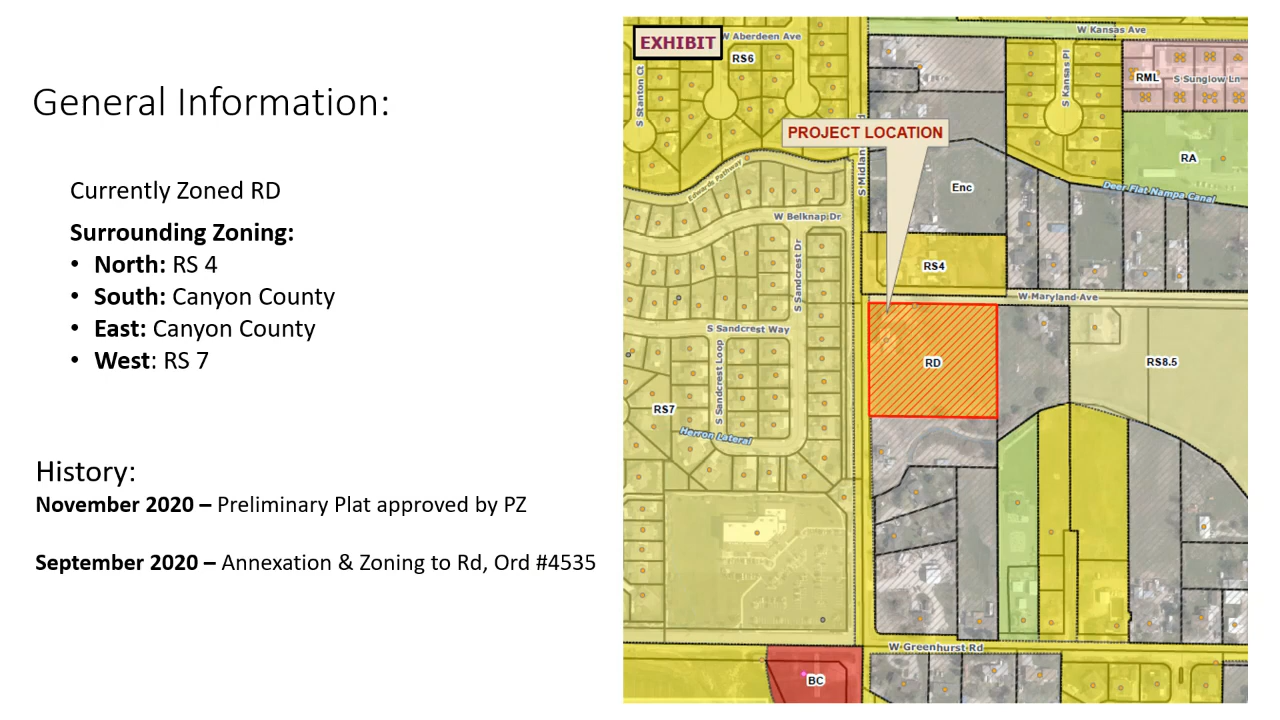 General Information:
Currently Zoned RD
Surrounding Zoning:
• North: RS 4
• South: Canyon County
• East: Canyon County
• West: RS 7
History:
November 2020 – Preliminary Plat approved by PZ
September 2020 – Annexation & Zoning to Rd, Ord #4535
EXHIBIT
W Aberdeen Ave
RS6
S Stanton Ct
W Kansas Ave
S Kansas Pl
RML
S Sunglow Ln
PROJECT LOCATION
RA
S Midlan
Edwards Pathway
Enc
Deer Flat Nampa Canal
W Belknap Dr
S Sandcrest Dr
RS4
W Maryland Ave
S Sandcrest Way
S Sandcrest Loop
RD
RS8.5
RS7
Herron Lateral
W Greenhurst Rd
BC